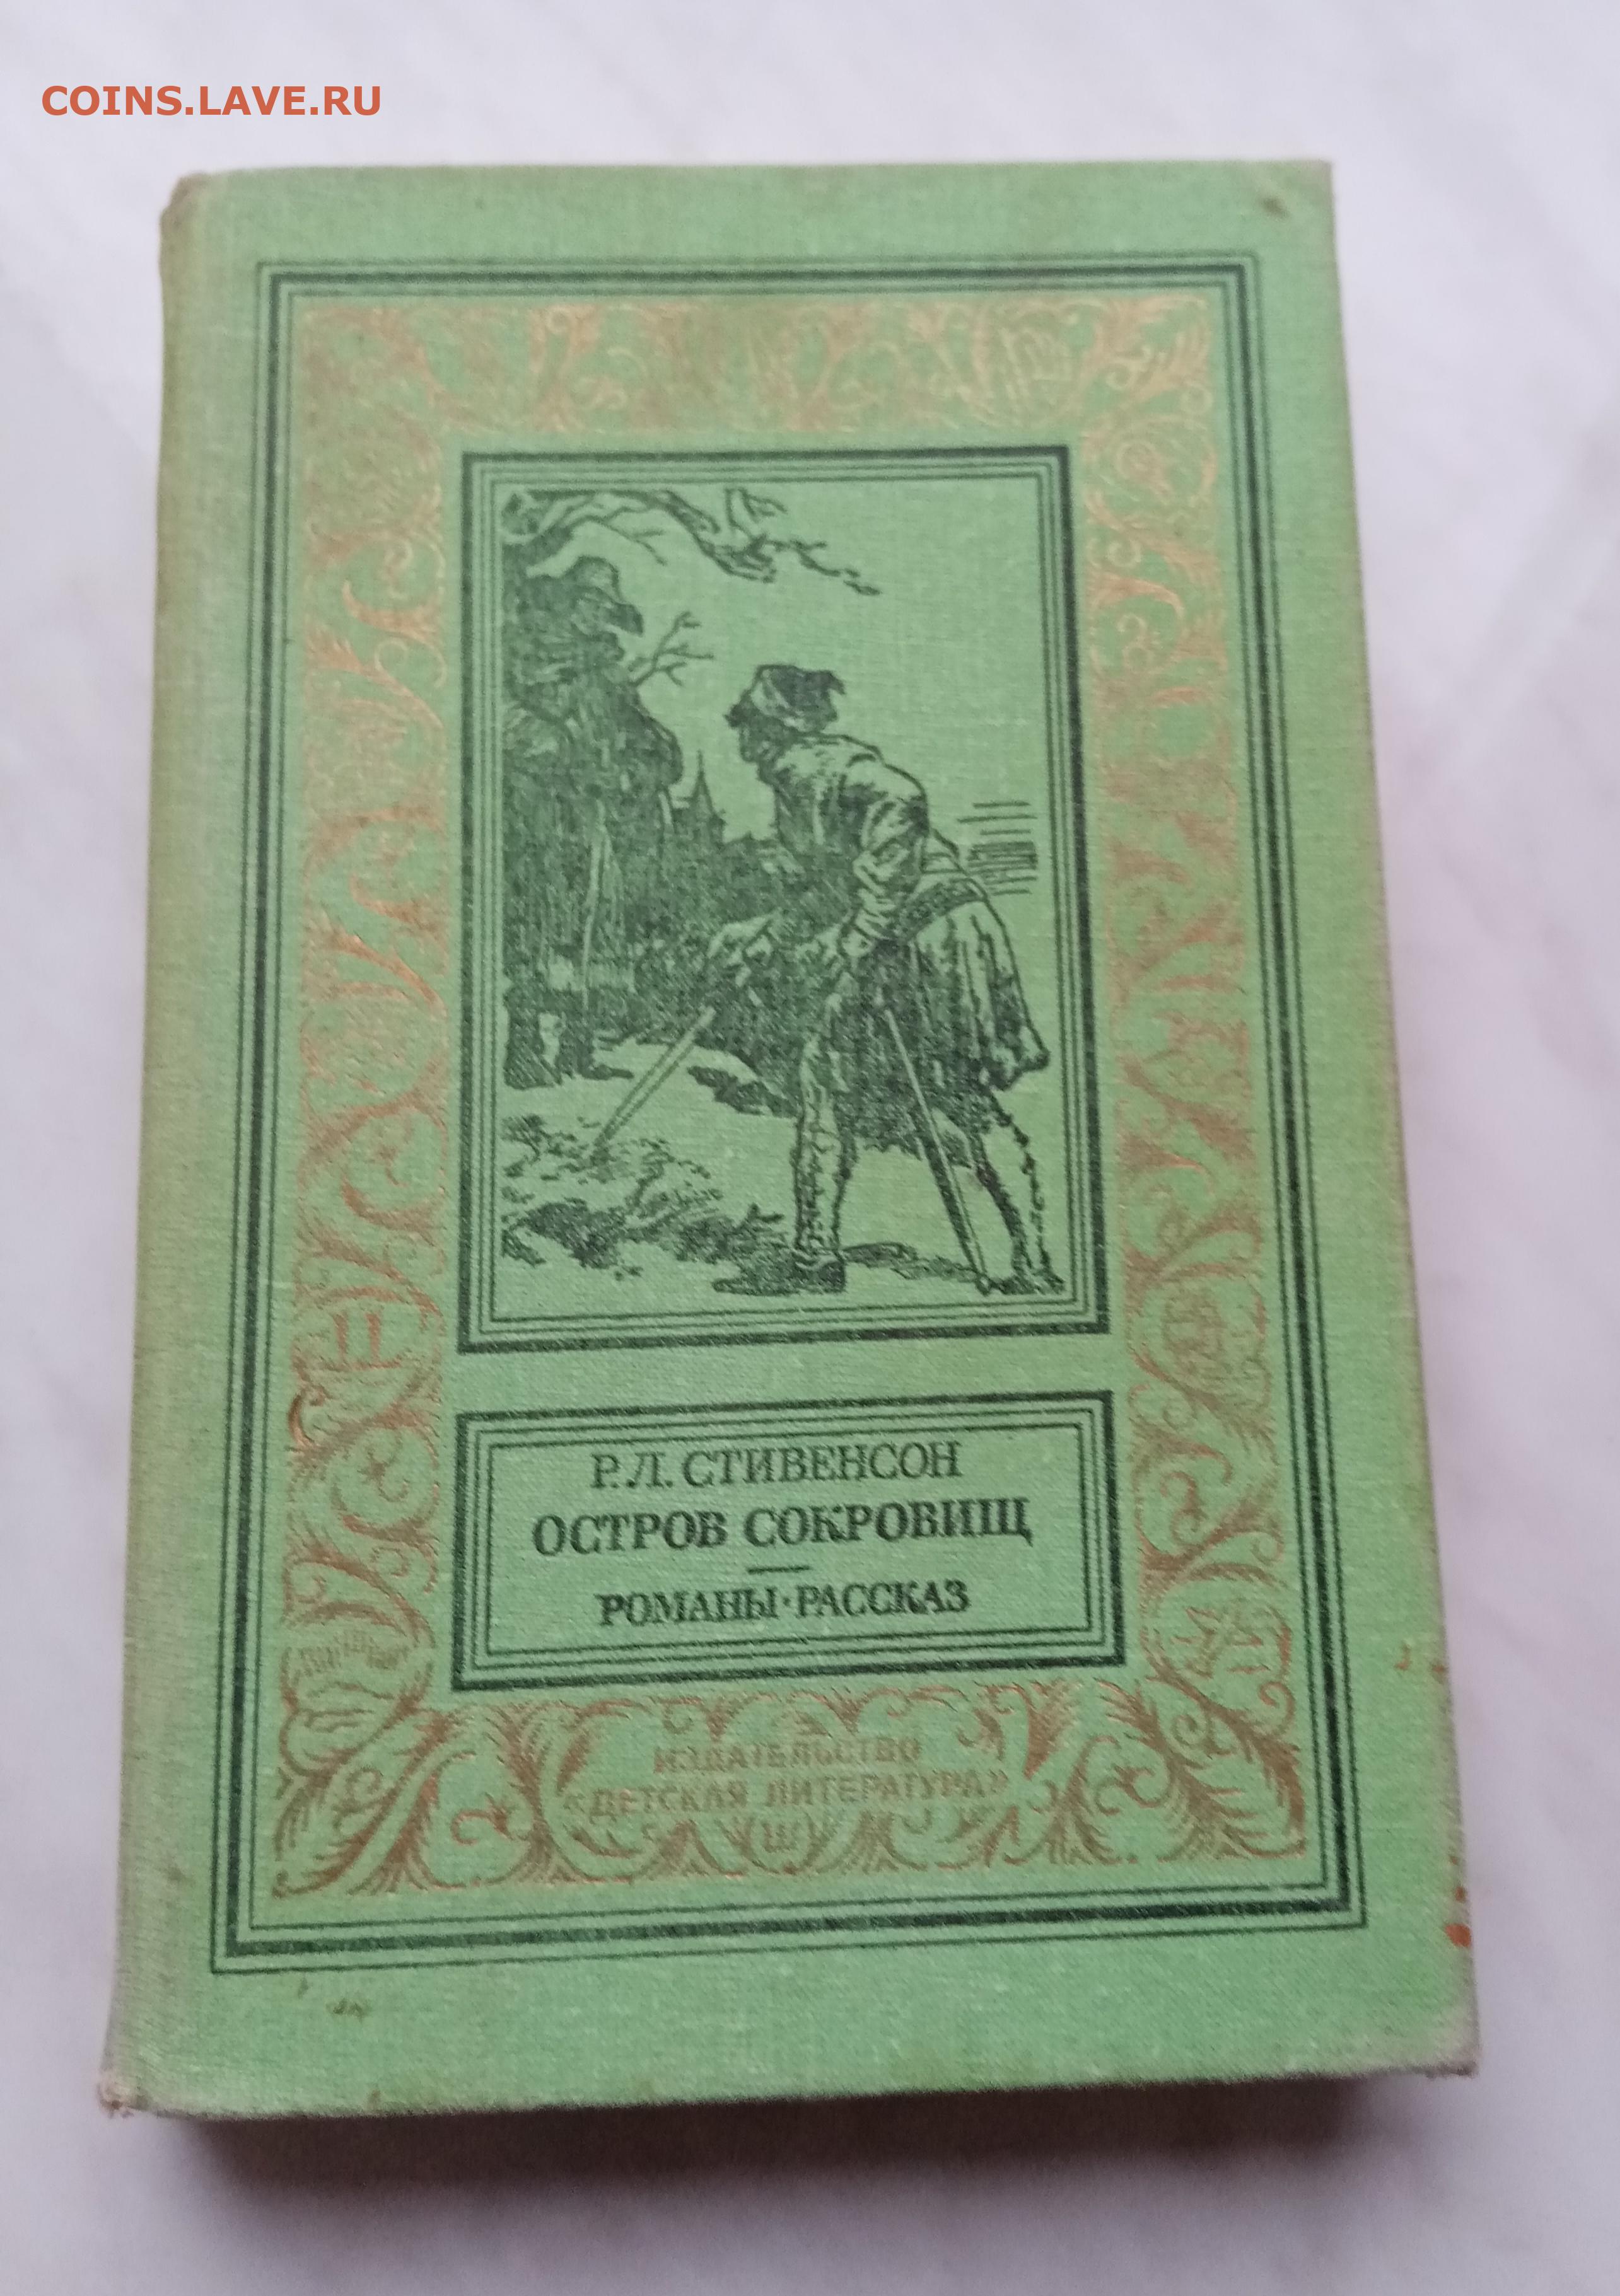 COINS.LAVE.RU
Р.Л. СТИВЕНСОН
ОСТРОВ СОКРОВИЩ
РОМАНЫ·РАССКАЗ
ИЗДАТЕЛЬСТВО
«ДЕТСКАЯ ЛИТЕРАТУРА»